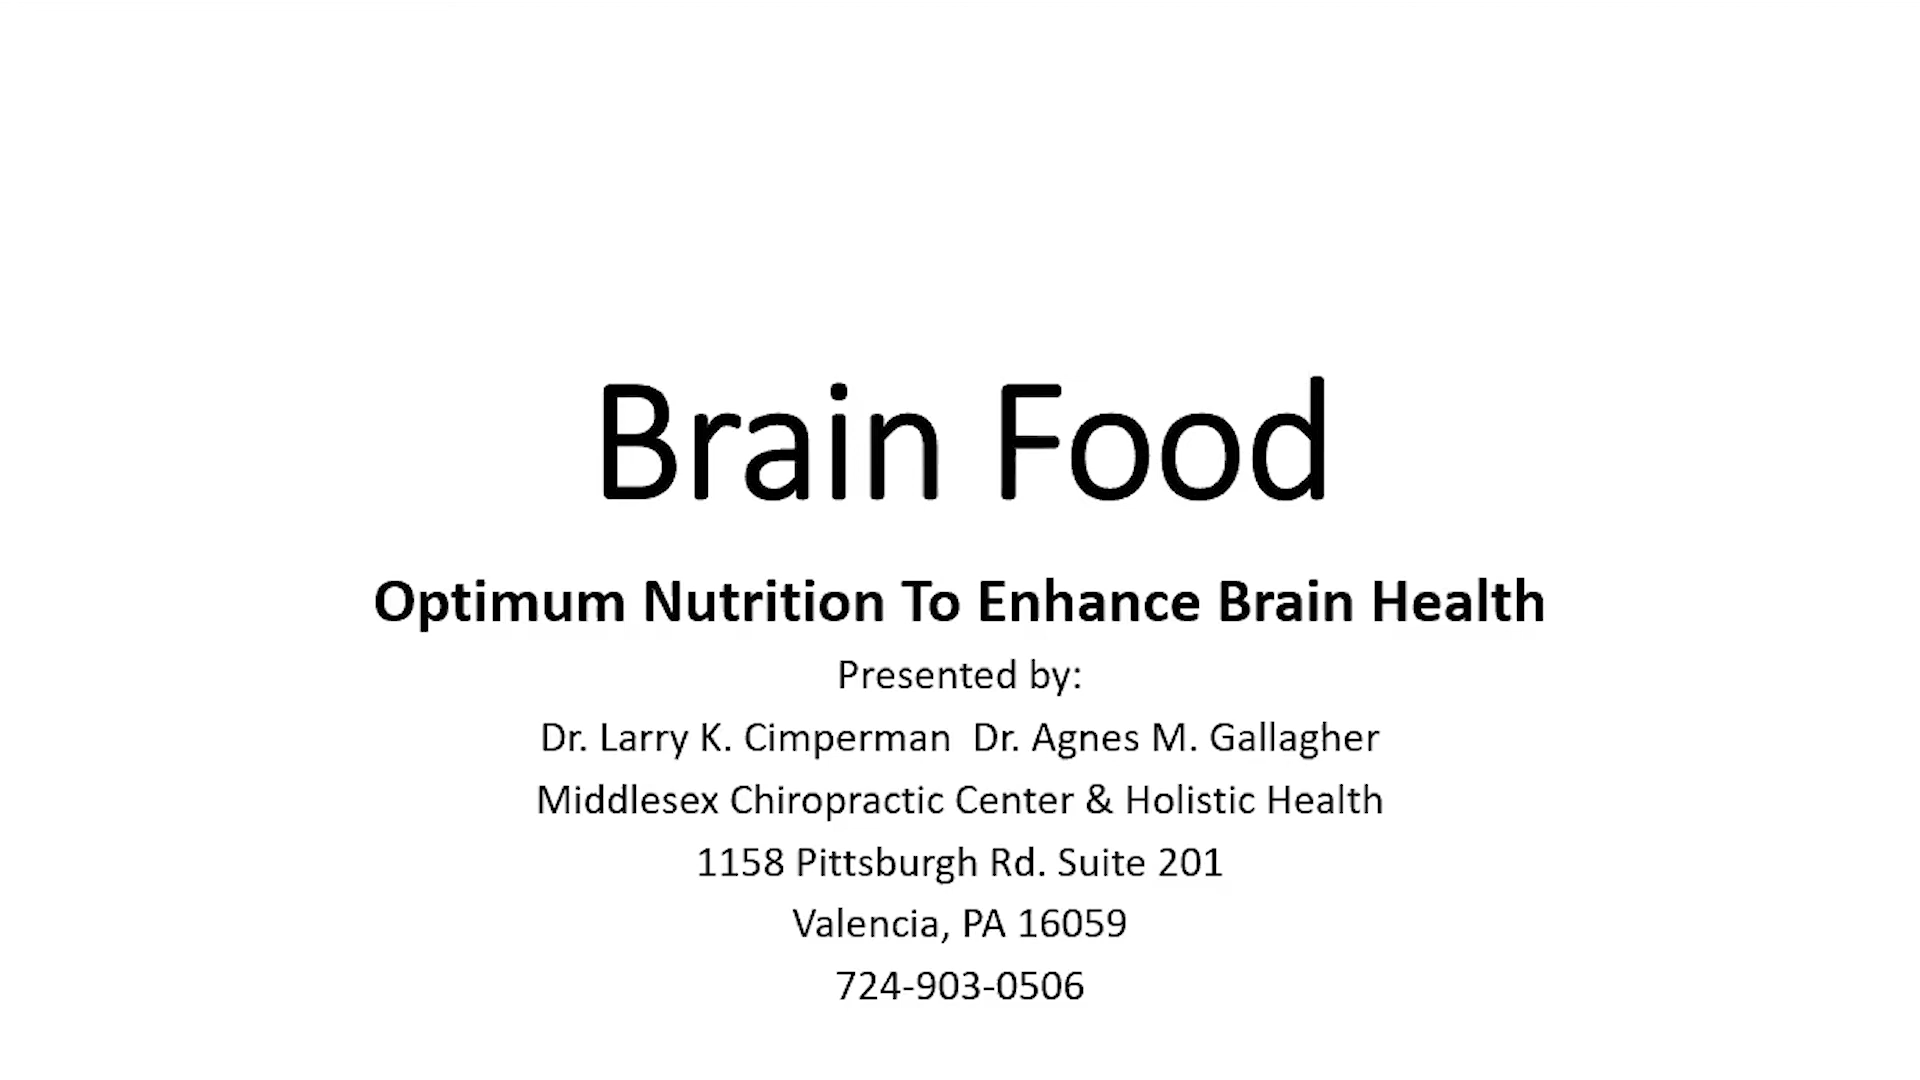 Brain Food
Optimum Nutrition To Enhance Brain Health
Presented by:
Dr. Larry K. Cimperman  Dr. Agnes M. Gallagher
Middlesex Chiropractic Center & Holistic Health
1158 Pittsburgh Rd. Suite 201
Valencia, PA 16059
724-903-0506